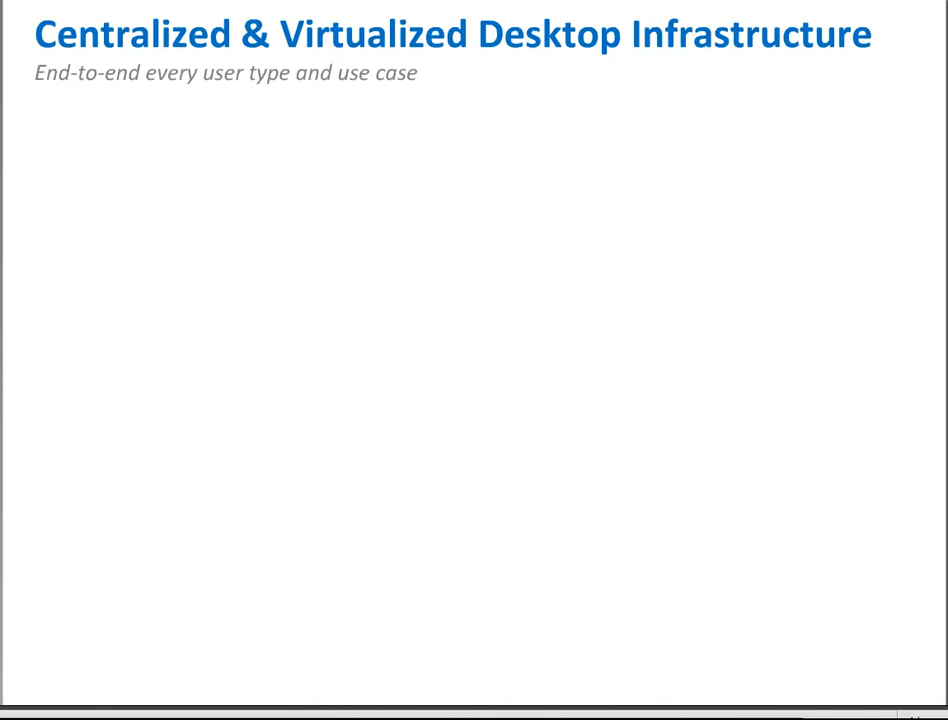 Centralized & Virtualized Desktop Infrastructure
End-to-end every user type and use case